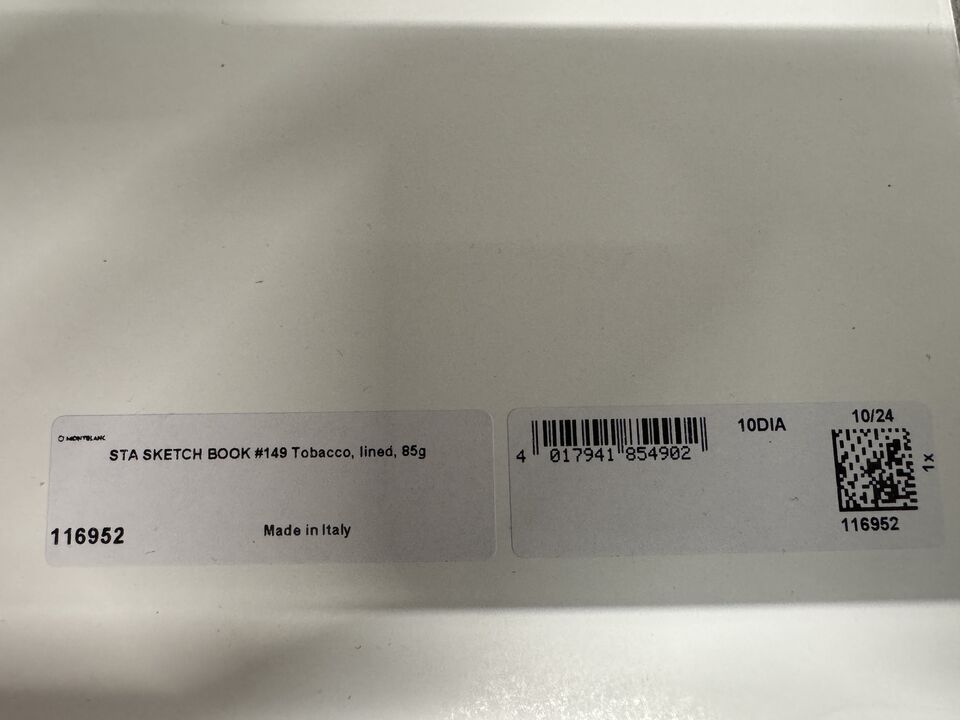 MONTBLANC
STA SKETCH BOOK #149 Tobacco, lined, 85g
116952
Made in Italy
4 017941 854902
10DIA
10/24
1x
116952